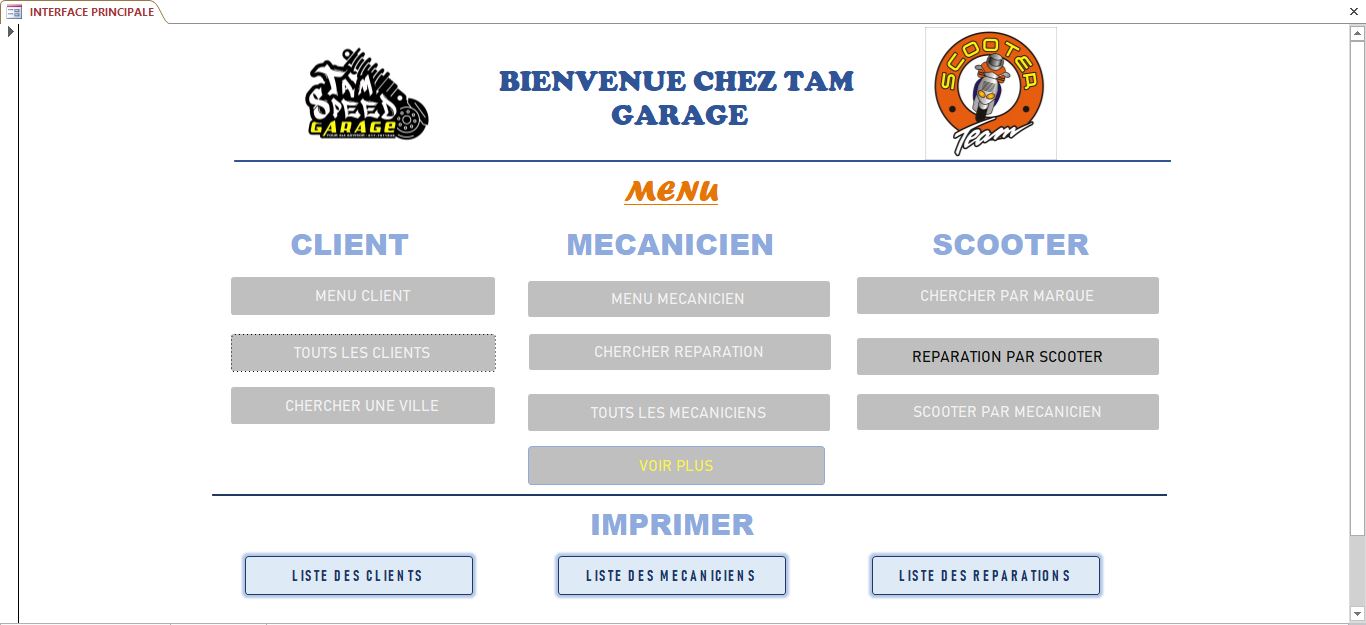 INTERFACE PRINCIPALE
TAM
SPEED
GARAGE
BIENVENUE CHEZ TAM
GARAGE
SCOOTER
Team
MENU
CLIENT
MECANICIEN
SCOOTER
MENU CLIENT
MENU MECANICIEN
CHERCHER PAR MARQUE
TOUTS LES CLIENTS
CHERCHER REPARATION
REPARATION PAR SCOOTER
CHERCHER UNE VILLE
TOUTS LES MECANICIENS
SCOOTER PAR MECANICIEN
VOIR PLUS
IMPRIMER
LISTE DES CLIENTS
LISTE DES MECANICIENS
LISTE DES REPARATIONS